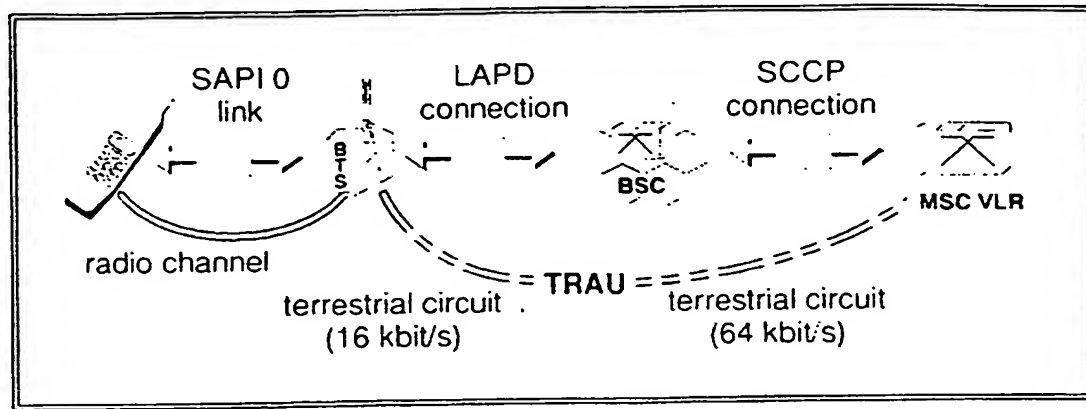 SAPI 0
link
LAPD
connection
SCCP
connection
BTS
BSC
MSC VLR
radio channel
TRAU
terrestrial circuit
(16 kbit/s)
terrestrial circuit
(64 kbit/s)